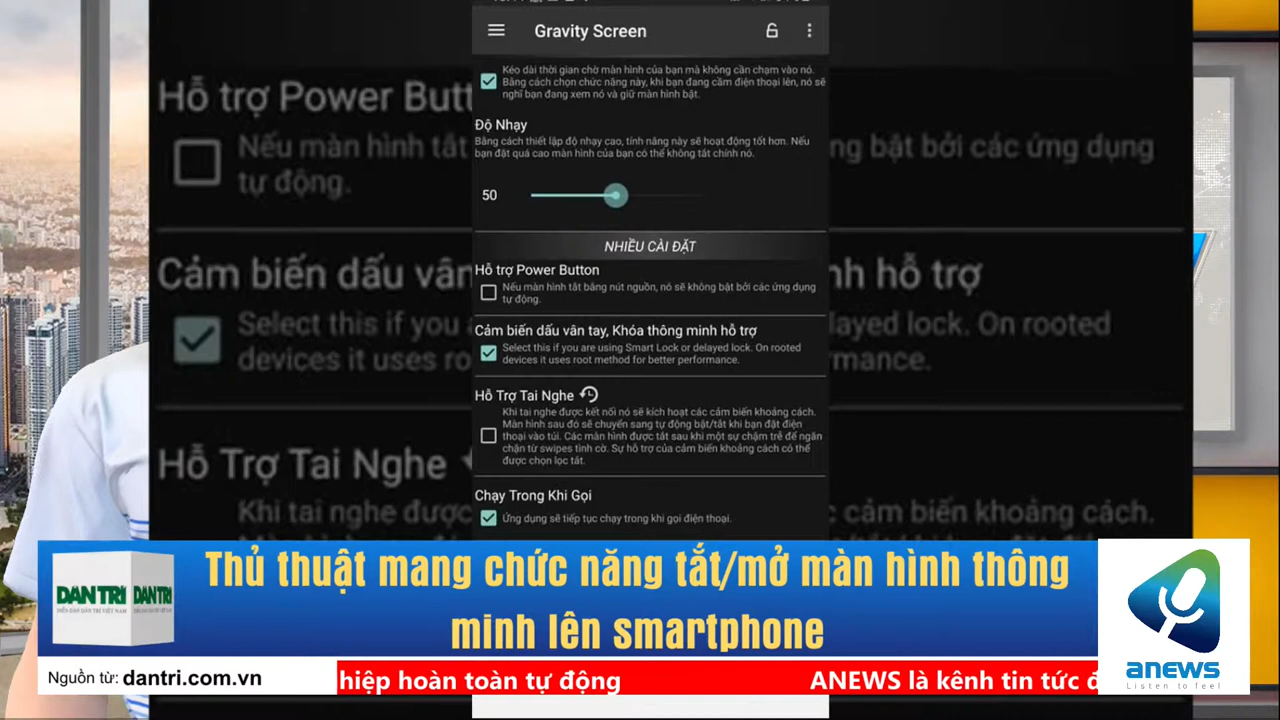 Gravity Screen
Kéo dài thời gian chờ màn hình của bạn mà không cần chạm vào nó.
Bằng cách chọn chức năng này, khi bạn đang cầm điện thoại lên, nó sẽ
nghĩ bạn đang xem nó và giữ màn hình bật.
Độ Nhạy
Bằng cách thiết lập độ nhạy cao, tính năng này sẽ hoạt động tốt hơn. Nếu
bạn đặt quá cao màn hình của bạn có thể không tắt chính nó.
50
NHIỀU CÀI ĐẶT
Hỗ trợ Power Button
Nếu màn hình tắt bằng nút nguồn, nó sẽ không bật bởi các ứng dụng
tự động.
Cảm biến dấu vân tay, Khóa thông minh hỗ trợ
Select this if you are using Smart Lock or delayed lock. On rooted
devices it uses root method for better performance.
Hỗ Trợ Tai Nghe
Khi tai nghe được kết nối nó sẽ kích hoạt các cảm biến khoảng cách.
Màn hình sau đó sẽ chuyển sang tự động bật/tắt khi bạn đặt điện
thoại vào túi. Các màn hình được tắt sau khi một sự chậm trễ để ngăn
chặn từ swipes tình cờ. Sự hỗ trợ của cảm biến khoảng cách có thể
được chọn lọc tắt.
Chạy Trong Khi Gọi
Ứng dụng sẽ tiếp tục chạy trong khi gọi điện thoại.
Hỗ trợ Power Butt
Nếu màn hình tắt
ng bật bởi các ứng dụng
tự động.
Cảm biến dấu vân
nh hỗ trợ
Select this if you a
elayed lock. On rooted
devices it uses roo
rmance.
Hỗ Trợ Tai Nghe
Khi tai nghe được
cảm biến khoảng cách.
Thủ thuật mang chức năng tắt/mở màn hình thông
minh lên smartphone
DANTRI
DANTRI
Nguồn từ: dantri.com.vn
hiệp hoàn toàn tự động
ANEWS là kênh tin tức đ
anews
Listen to feel